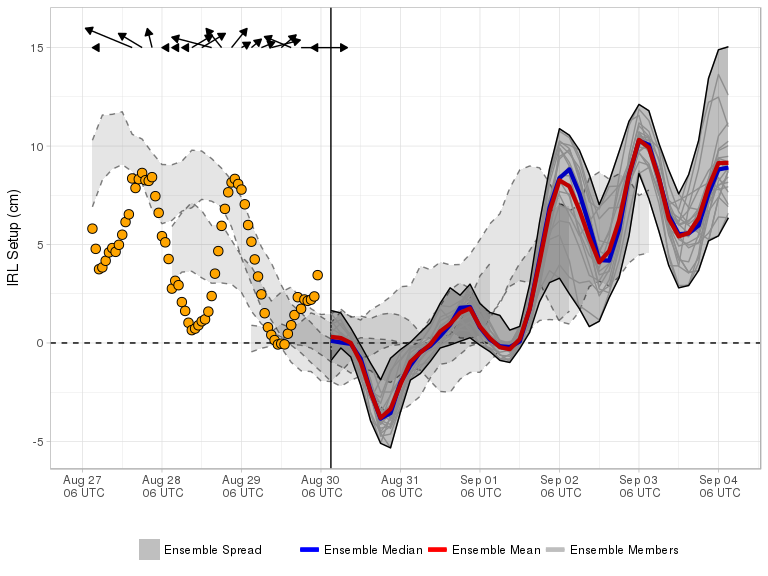 IRL Setup (cm)
15
10
5
0
-5
Aug 27 Aug 28 Aug 29 Aug 30 Aug 31 Sep 01 Sep 02 Sep 03 Sep 04
06 UTC 06 UTC 06 UTC 06 UTC 06 UTC 06 UTC 06 UTC 06 UTC 06 UTC
Ensemble Spread Ensemble Median Ensemble Mean Ensemble Members